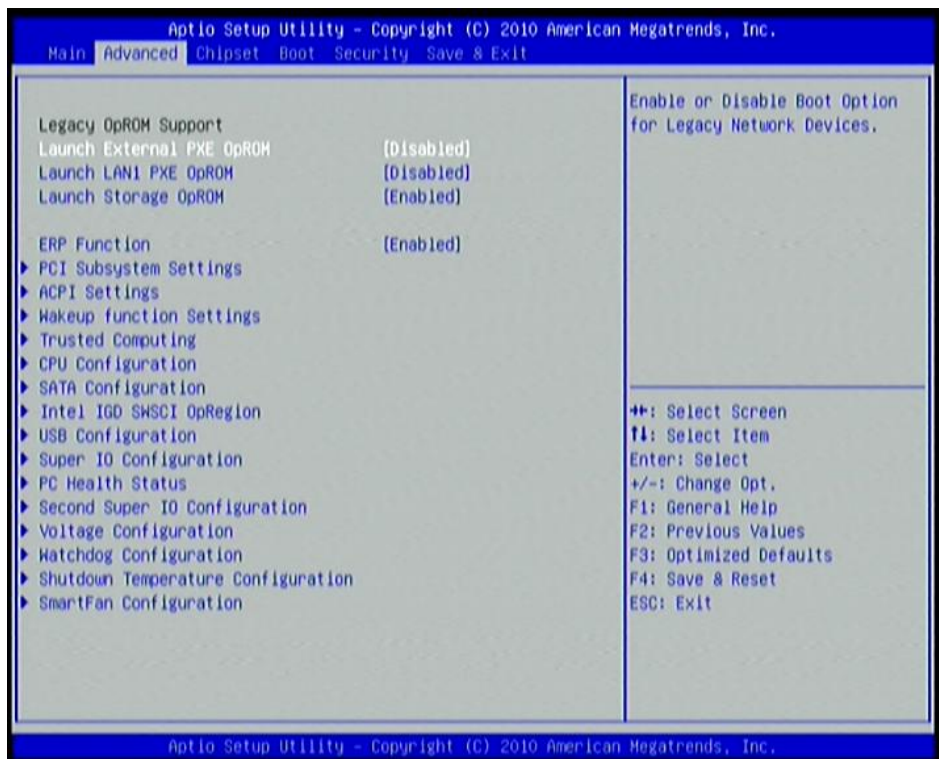 Aptio Setup Utility - Copyright (C) 2010 American Megatrends, Inc.
Main Advanced Chipset Boot Security Save & Exit
Legacy OpROM Support
Launch External PXE OpROM [Disabled]
Launch LAN1 PXE OpROM [Disabled]
Launch Storage OpROM [Enabled]
ERP Function [Enabled]
PCI Subsystem Settings
ACPI Settings
Wakeup function Settings
Trusted Computing
CPU Configuration
SATA Configuration
Intel IGD SWSCI OpRegion
USB Configuration
Super IO Configuration
PC Health Status
Second Super IO Configuration
Voltage Configuration
Watchdog Configuration
Shutdown Temperature Configuration
SmartFan Configuration
Enable or Disable Boot Option
for Legacy Network Devices.
→←: Select Screen
↑↓: Select Item
Enter: Select
+/-: Change Opt.
F1: General Help
F2: Previous Values
F3: Optimized Defaults
F4: Save & Reset
ESC: Exit
Aptio Setup Utility - Copyright (C) 2010 American Megatrends, Inc.